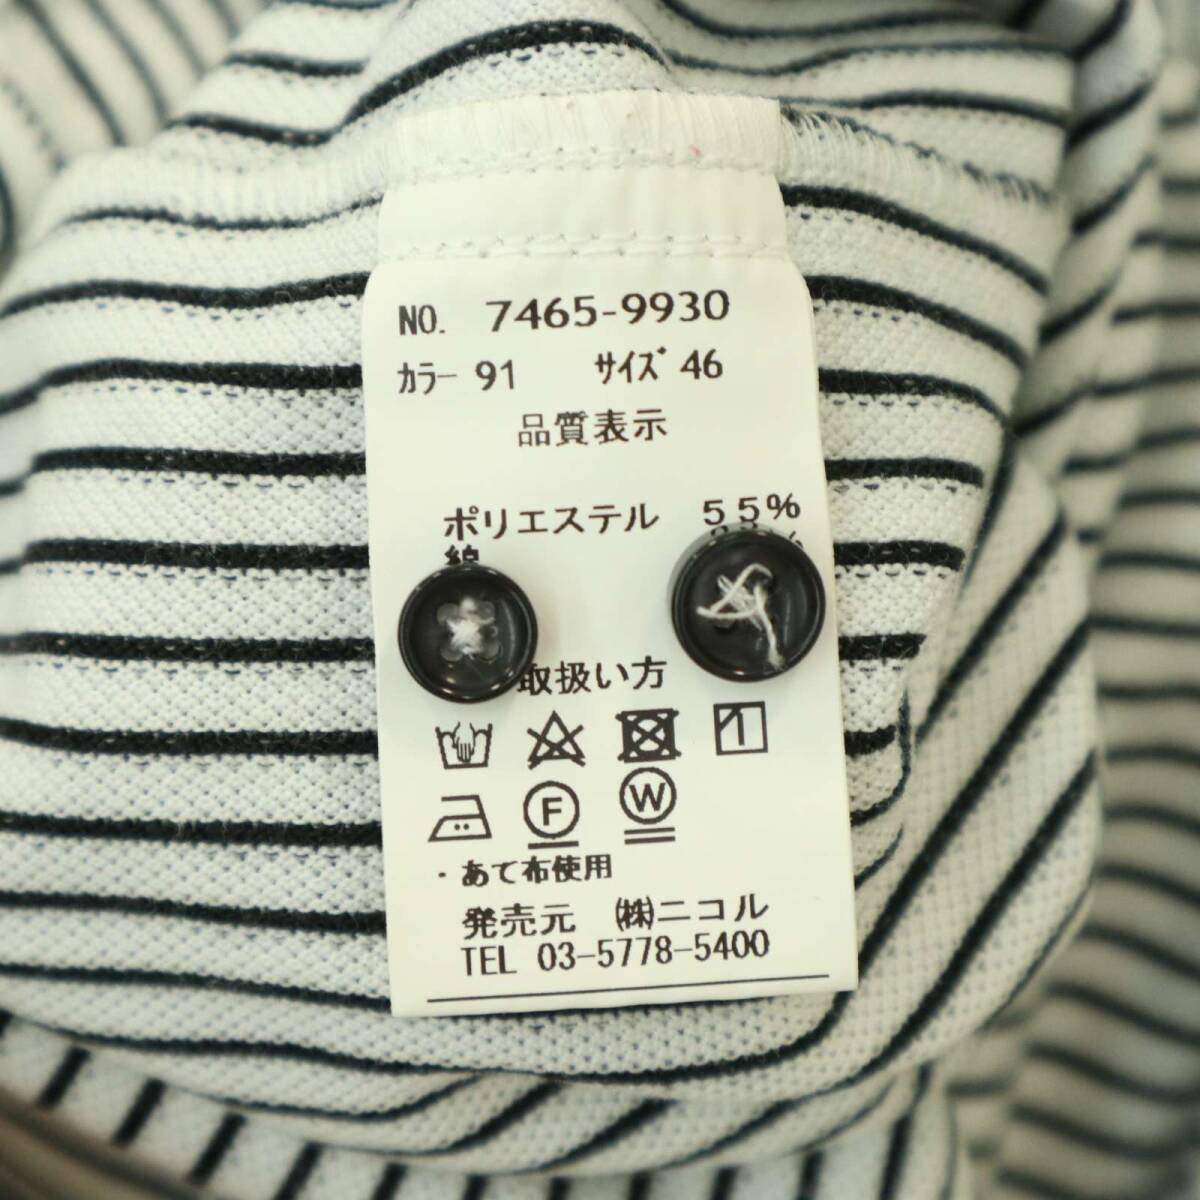 NO. 7465-9930
カラー 91 サイズ 46
品質表示
ポリエステル 55%
綿
取扱い方
F W
・あて布使用
発売元 ㈱ニコル
TEL 03-5778-5400